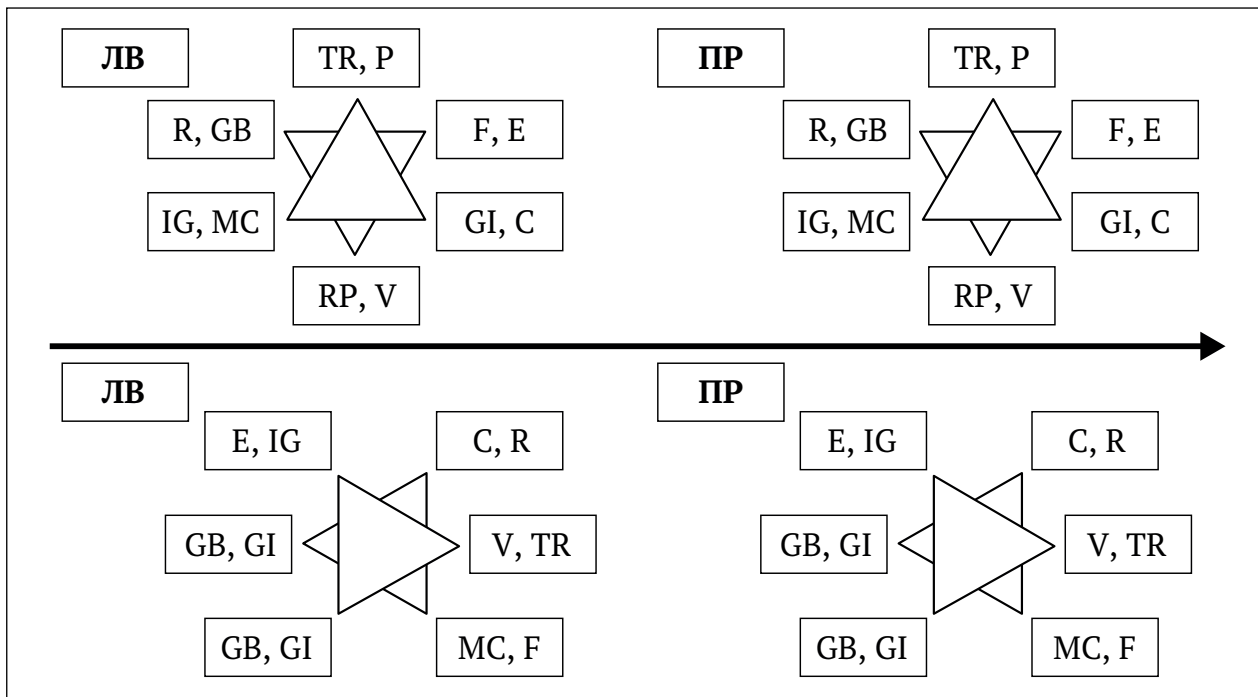 ЛВ
TR, P
R, GB
F, E
IG, MC
GI, C
RP, V
ПР
TR, P
R, GB
F, E
IG, MC
GI, C
RP, V
ЛВ
E, IG
C, R
GB, GI
V, TR
GB, GI
MC, F
ПР
E, IG
C, R
GB, GI
V, TR
GB, GI
MC, F